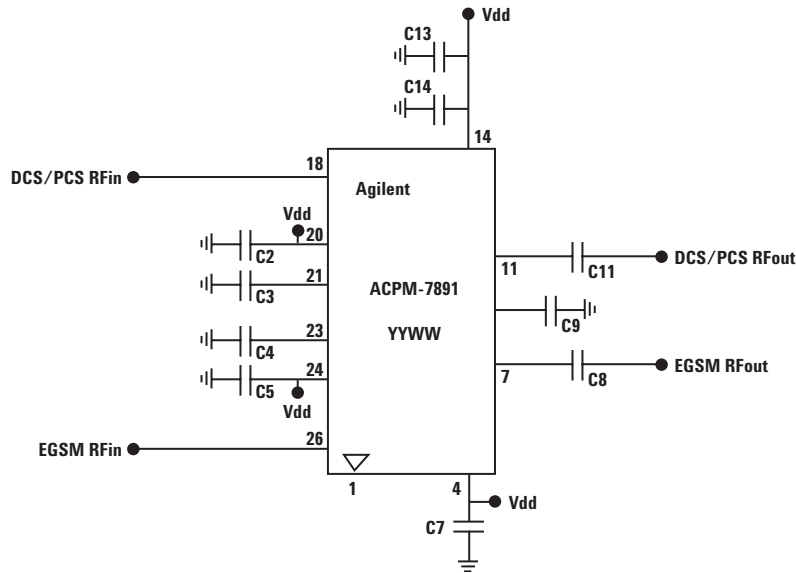 Vdd
C13
C14
14
18
DCS/PCS RFin
Agilent
Vdd
20
C2
11
C11
DCS/PCS RFout
21
C3
ACPM-7891
C9
23
C4
YYWW
24
C5
Vdd
7
C8
EGSM RFout
26
EGSM RFin
1
4
Vdd
C7